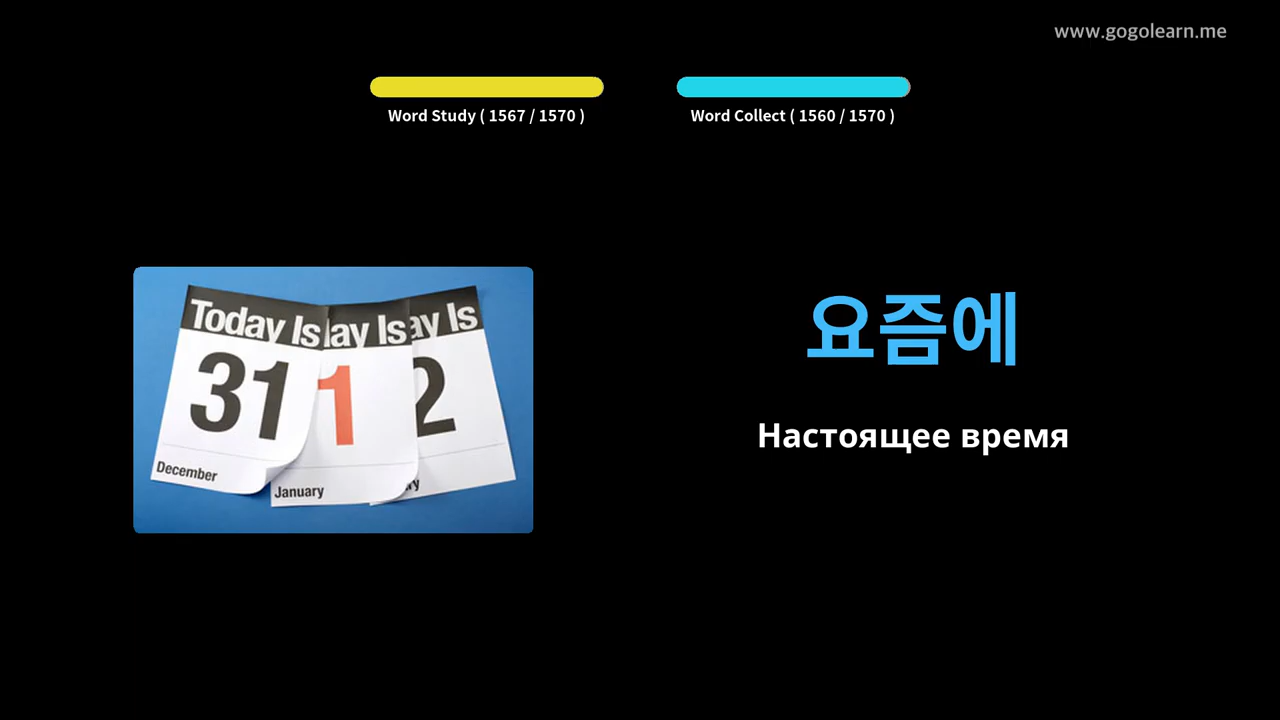 www.gogolearn.me
Word Study ( 1567 / 1570 )
Word Collect ( 1560 / 1570 )
Today Is
ay Is
ay Is
31
1
2
December
January
ry
요즘에
Настоящее время